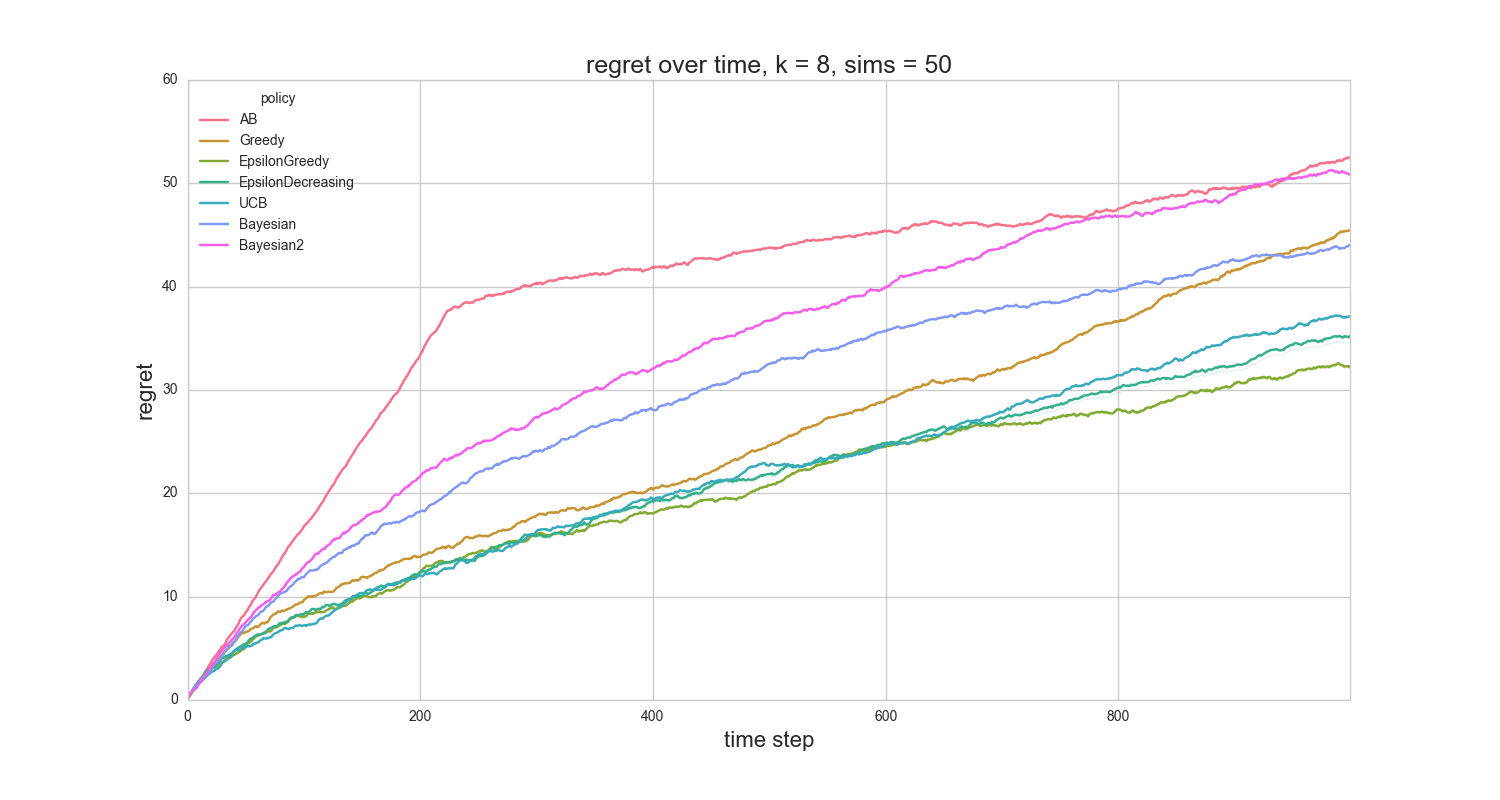 regret over time, k = 8, sims = 50
60
50
40
30
20
10
0
regret
policy
AB
Greedy
EpsilonGreedy
EpsilonDecreasing
UCB
Bayesian
Bayesian2
0 200 400 600 800
time step